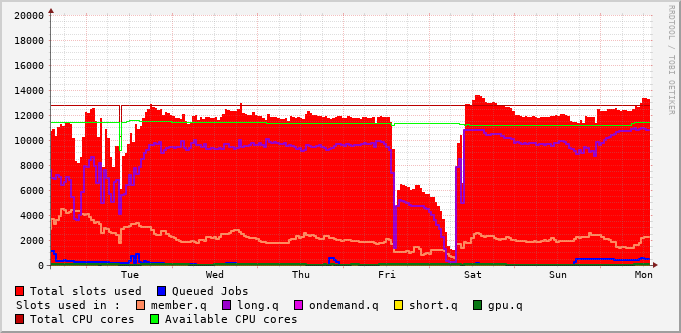 20000
18000
16000
14000
12000
10000
8000
6000
4000
2000
0
Tue Wed Thu Fri Sat Sun Mon
RRDTOOL / TOBI OETIKER
Total slots used Queued Jobs
Slots used in : member.q long.q ondemand.q short.q gpu.q
Total CPU cores Available CPU cores